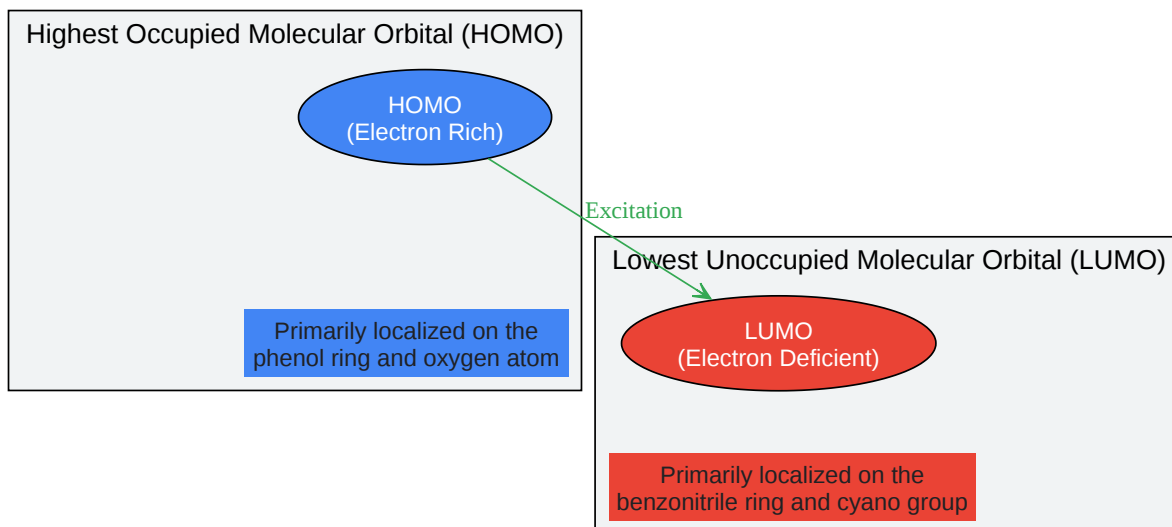 Highest Occupied Molecular Orbital (HOMO)
HOMO
(Electron Rich)
Excitation
Primarily localized on the
phenol ring and oxygen atom
Lowest Unoccupied Molecular Orbital (LUMO)
LUMO
(Electron Deficient)
Primarily localized on the
benzonitrile ring and cyano group